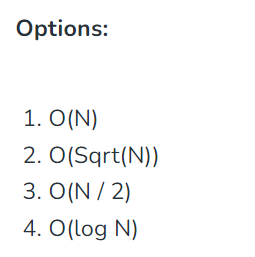 Options:
1. O(N)
2. O(Sqrt(N))
3. O(N / 2)
4. O(log N)